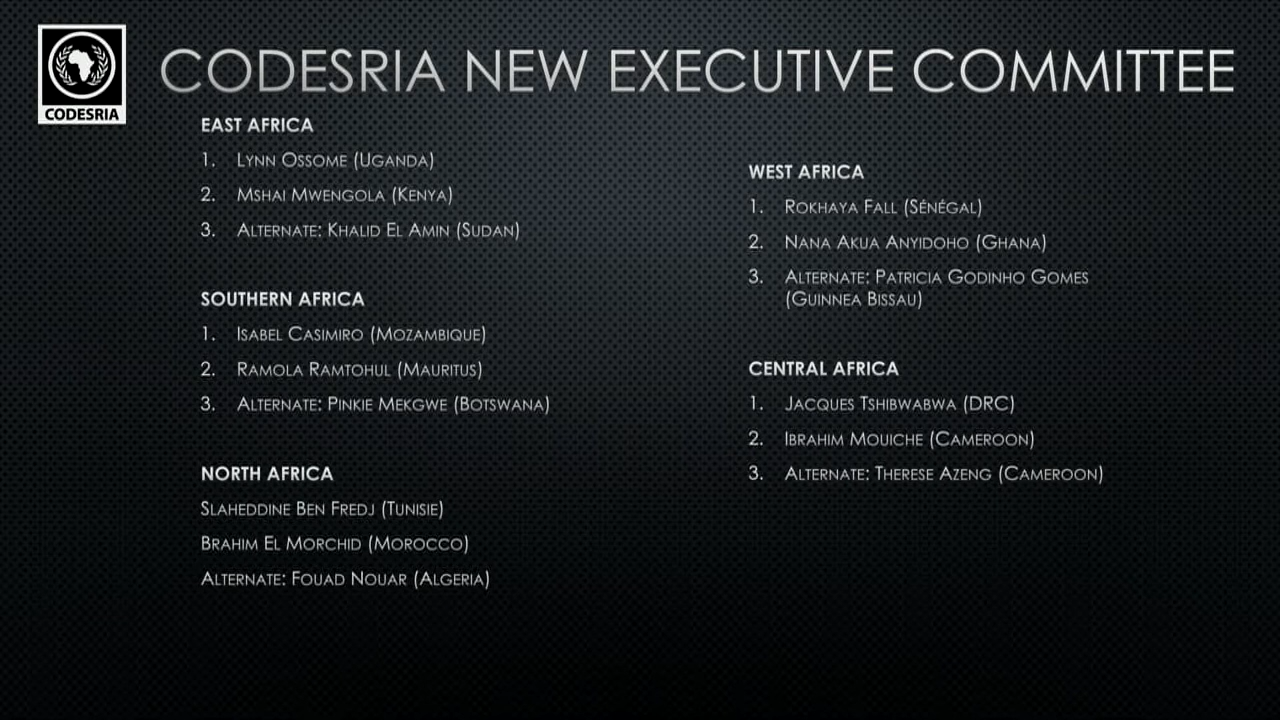 CODESRIA
CODESRIA NEW EXECUTIVE COMMITTEE
EAST AFRICA
1. Lynn Ossome (Uganda)
2. Mshai Mwengola (Kenya)
3. Alternate: Khalid El Amin (Sudan)
SOUTHERN AFRICA
1. Isabel Casimiro (Mozambique)
2. Ramola Ramtohul (Mauritus)
3. Alternate: Pinkie Mekgwe (Botswana)
NORTH AFRICA
Slaheddine Ben Fredj (Tunisie)
Brahim El Morchid (Morocco)
Alternate: Fouad Nouar (Algeria)
WEST AFRICA
1. Rokhaya Fall (Sénégal)
2. Nana Akua Anyidoho (Ghana)
3. Alternate: Patricia Godinho Gomes
(Guinnea Bissau)
CENTRAL AFRICA
1. Jacques Tshibwabwa (DRC)
2. Ibrahim Mouiche (Cameroon)
3. Alternate: Therese Azeng (Cameroon)